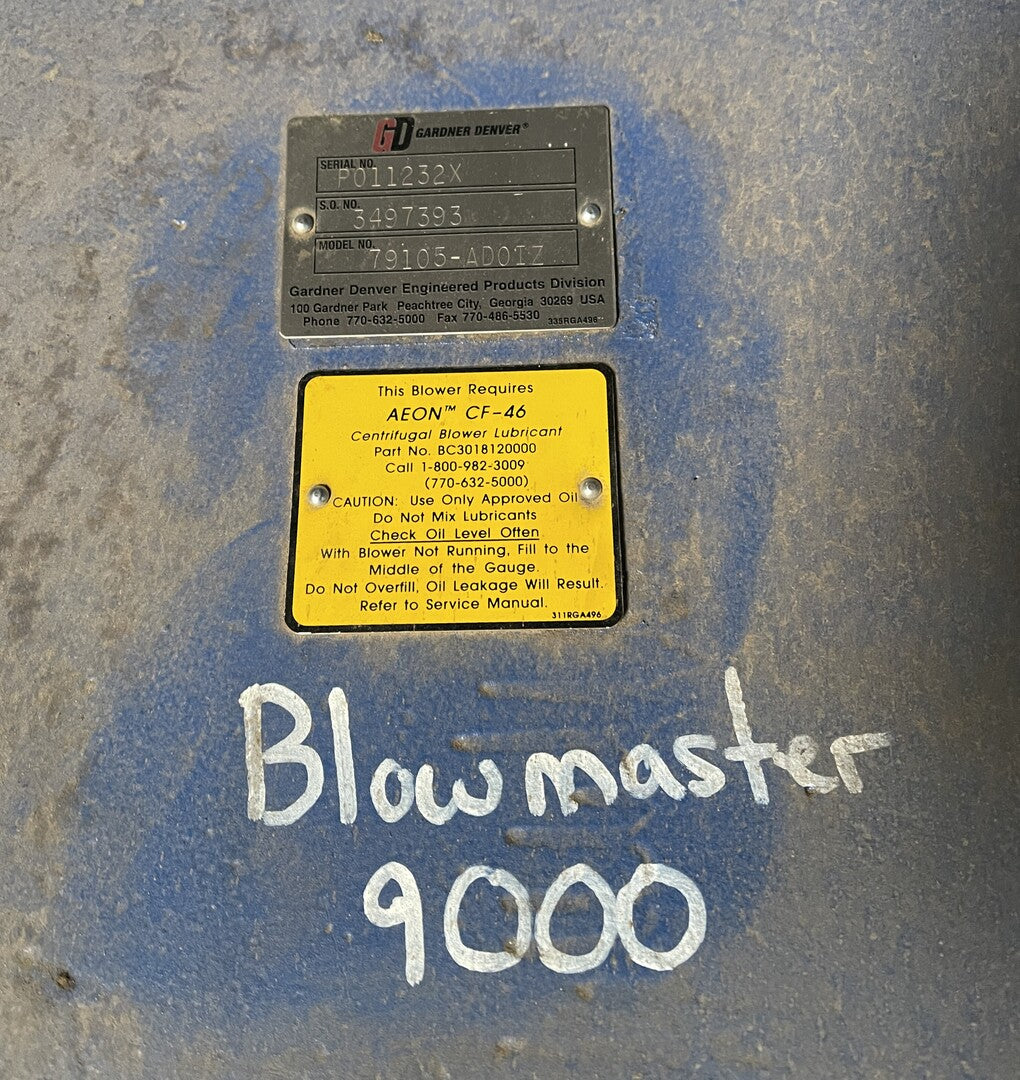 GD GARDNER DENVER®
SERIAL NO.
P011232X
S.O. NO.
3497393
MODEL NO.
79105-AD0IZ
Gardner Denver Engineered Products Division
100 Gardner Park Peachtree City, Georgia 30269 USA
Phone 770-632-5000 Fax 770-486-5530 335RGA496
This Blower Requires
AEON™ CF-46
Centrifugal Blower Lubricant
Part No. BC3018120000
Call 1-800-982-3009
(770-632-5000)
CAUTION: Use Only Approved Oil
Do Not Mix Lubricants
Check Oil Level Often
With Blower Not Running, Fill to the
Middle of the Gauge.
Do Not Overfill, Oil Leakage Will Result.
Refer to Service Manual.
311RGA496
Blowmaster
9000